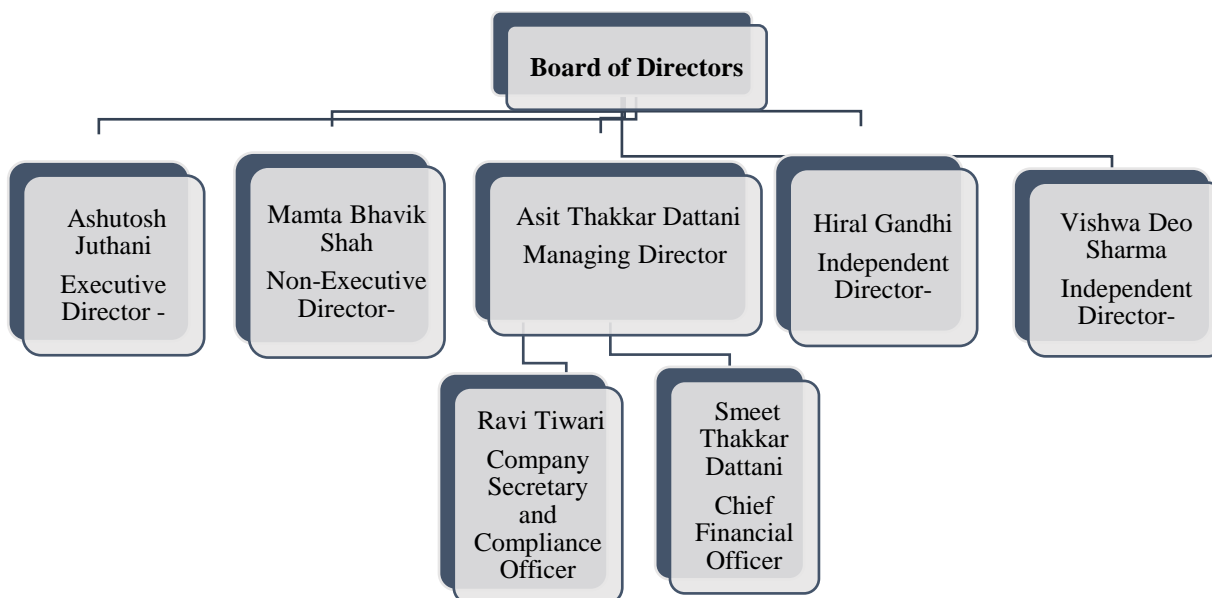 Board of Directors
Ashutosh
Juthani
Executive
Director -
Mamta Bhavik
Shah
Non-Executive
Director-
Asit Thakkar Dattani
Managing Director
Hiral Gandhi
Independent
Director-
Vishwa Deo
Sharma
Independent
Director-
Ravi Tiwari
Company
Secretary
and
Compliance
Officer
Smeet
Thakkar
Dattani
Chief
Financial
Officer